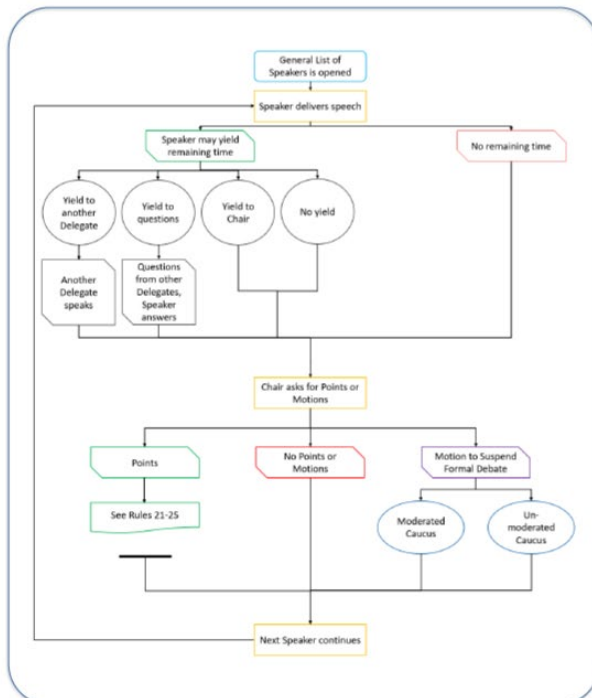 General List of
Speakers is opened
Speaker delivers speech
Speaker may yield
remaining time
No remaining time
Yield to
another
Delegate
Yield to
questions
Yield to
Chair
No yield
Another
Delegate
speaks
Questions
from other
Delegates,
Speaker
answers
Chair asks for Points or
Motions
Points
No Points or
Motions
Motion to Suspend
Formal Debate
See Rules 21-25
Moderated
Caucus
Un-
moderated
Caucus
Next Speaker continues